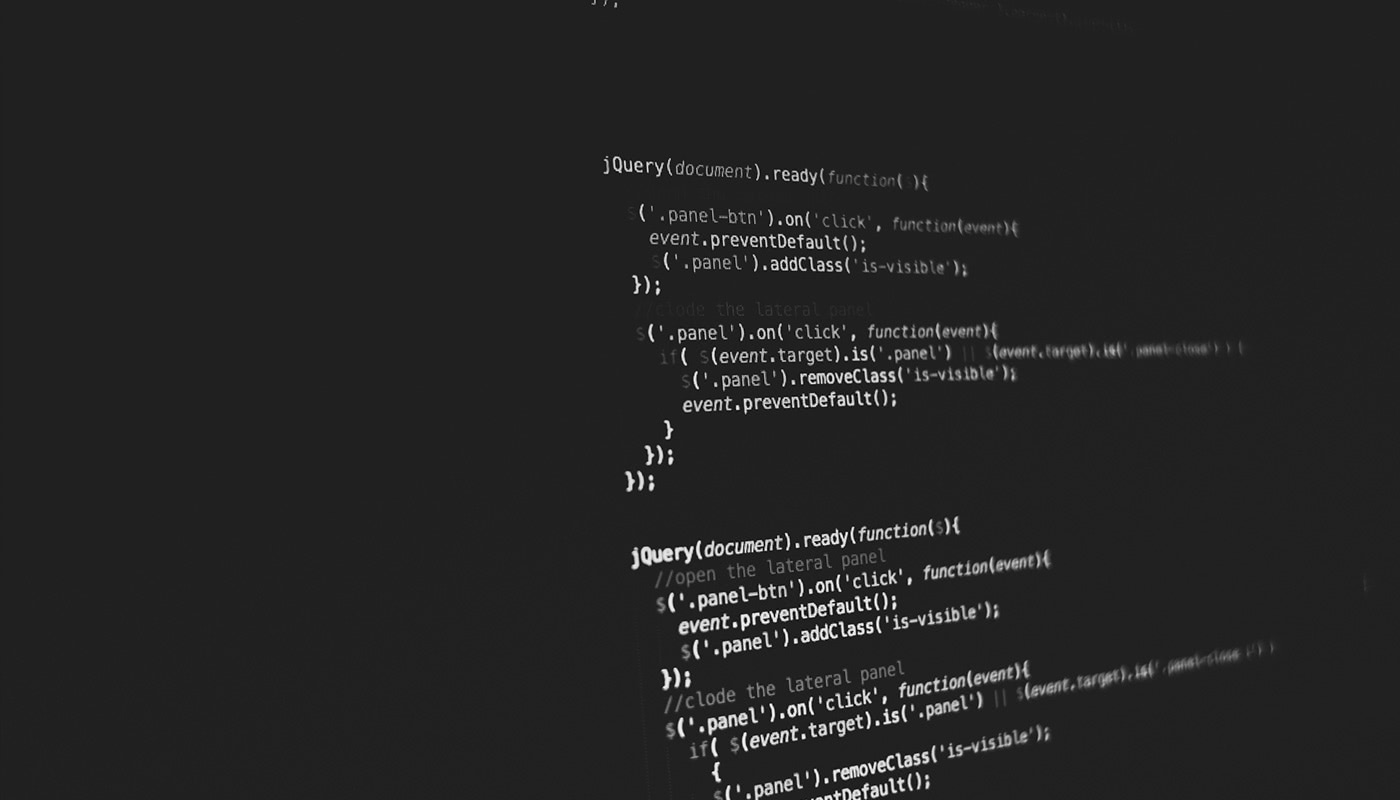 });
jQuery(document).ready(function( ){
$('.panel-btn').on('click', function(event){
event.preventDefault();
$('.panel').addClass('is-visible');
});
//clode the lateral panel
$('.panel').on('click', function(event){
if( $(event.target).is('.panel') || $(event.target).is('.panel-close') ) {
$('.panel').removeClass('is-visible');
event.preventDefault();
}
});
});
jQuery(document).ready(function($){
//open the lateral panel
$('.panel-btn').on('click', function(event){
event.preventDefault();
$('.panel').addClass('is-visible');
});
//clode the lateral panel
$('.panel').on('click', function(event){
if( $(event.target).is('.panel') || $(event.target).is('.panel-close')
{
$('.panel').removeClass('is-visible');